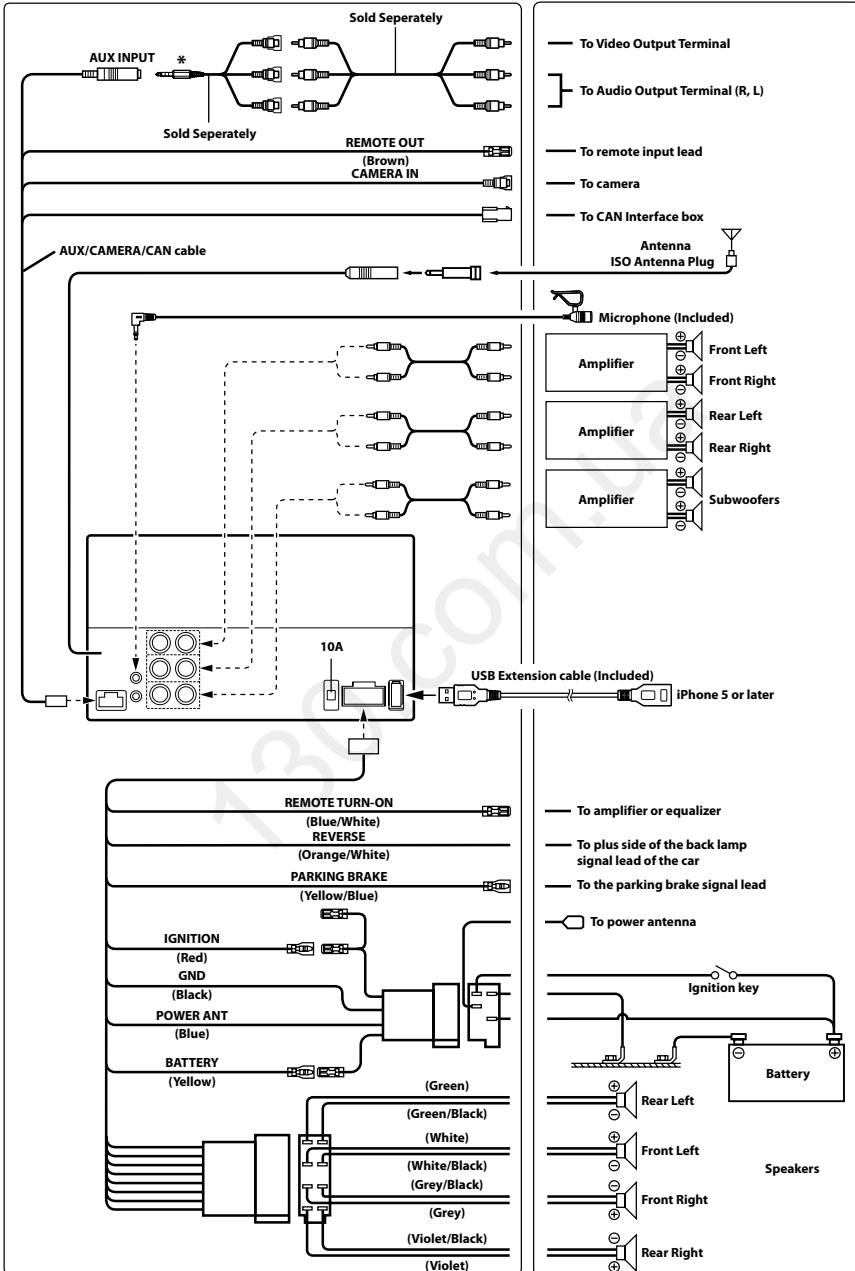 Sold Seperately
AUX INPUT
*
To Video Output Terminal
To Audio Output Terminal (R, L)
Sold Seperately
REMOTE OUT
(Brown)
To remote input lead
CAMERA IN
To camera
To CAN Interface box
AUX/CAMERA/CAN cable
Antenna
ISO Antenna Plug
Microphone (Included)
Amplifier
⊕
⊖
Front Left
⊕
⊖
Front Right
Amplifier
⊕
⊖
Rear Left
⊕
⊖
Rear Right
Amplifier
⊕
⊖
Subwoofers
⊖
⊕
10A
USB Extension cable (Included)
iPhone 5 or later
130.com.ua
REMOTE TURN-ON
(Blue/White)
To amplifier or equalizer
REVERSE
(Orange/White)
To plus side of the back lamp
signal lead of the car
PARKING BRAKE
(Yellow/Blue)
To the parking brake signal lead
To power antenna
IGNITION
(Red)
GND
(Black)
Ignition key
POWER ANT
(Blue)
BATTERY
(Yellow)
⊖
⊕
Battery
(Green)
(Green/Black)
⊕
⊖
Rear Left
(White)
(White/Black)
⊕
⊖
Front Left
Speakers
(Grey/Black)
(Grey)
⊖
⊕
Front Right
(Violet/Black)
(Violet)
⊖
⊕
Rear Right